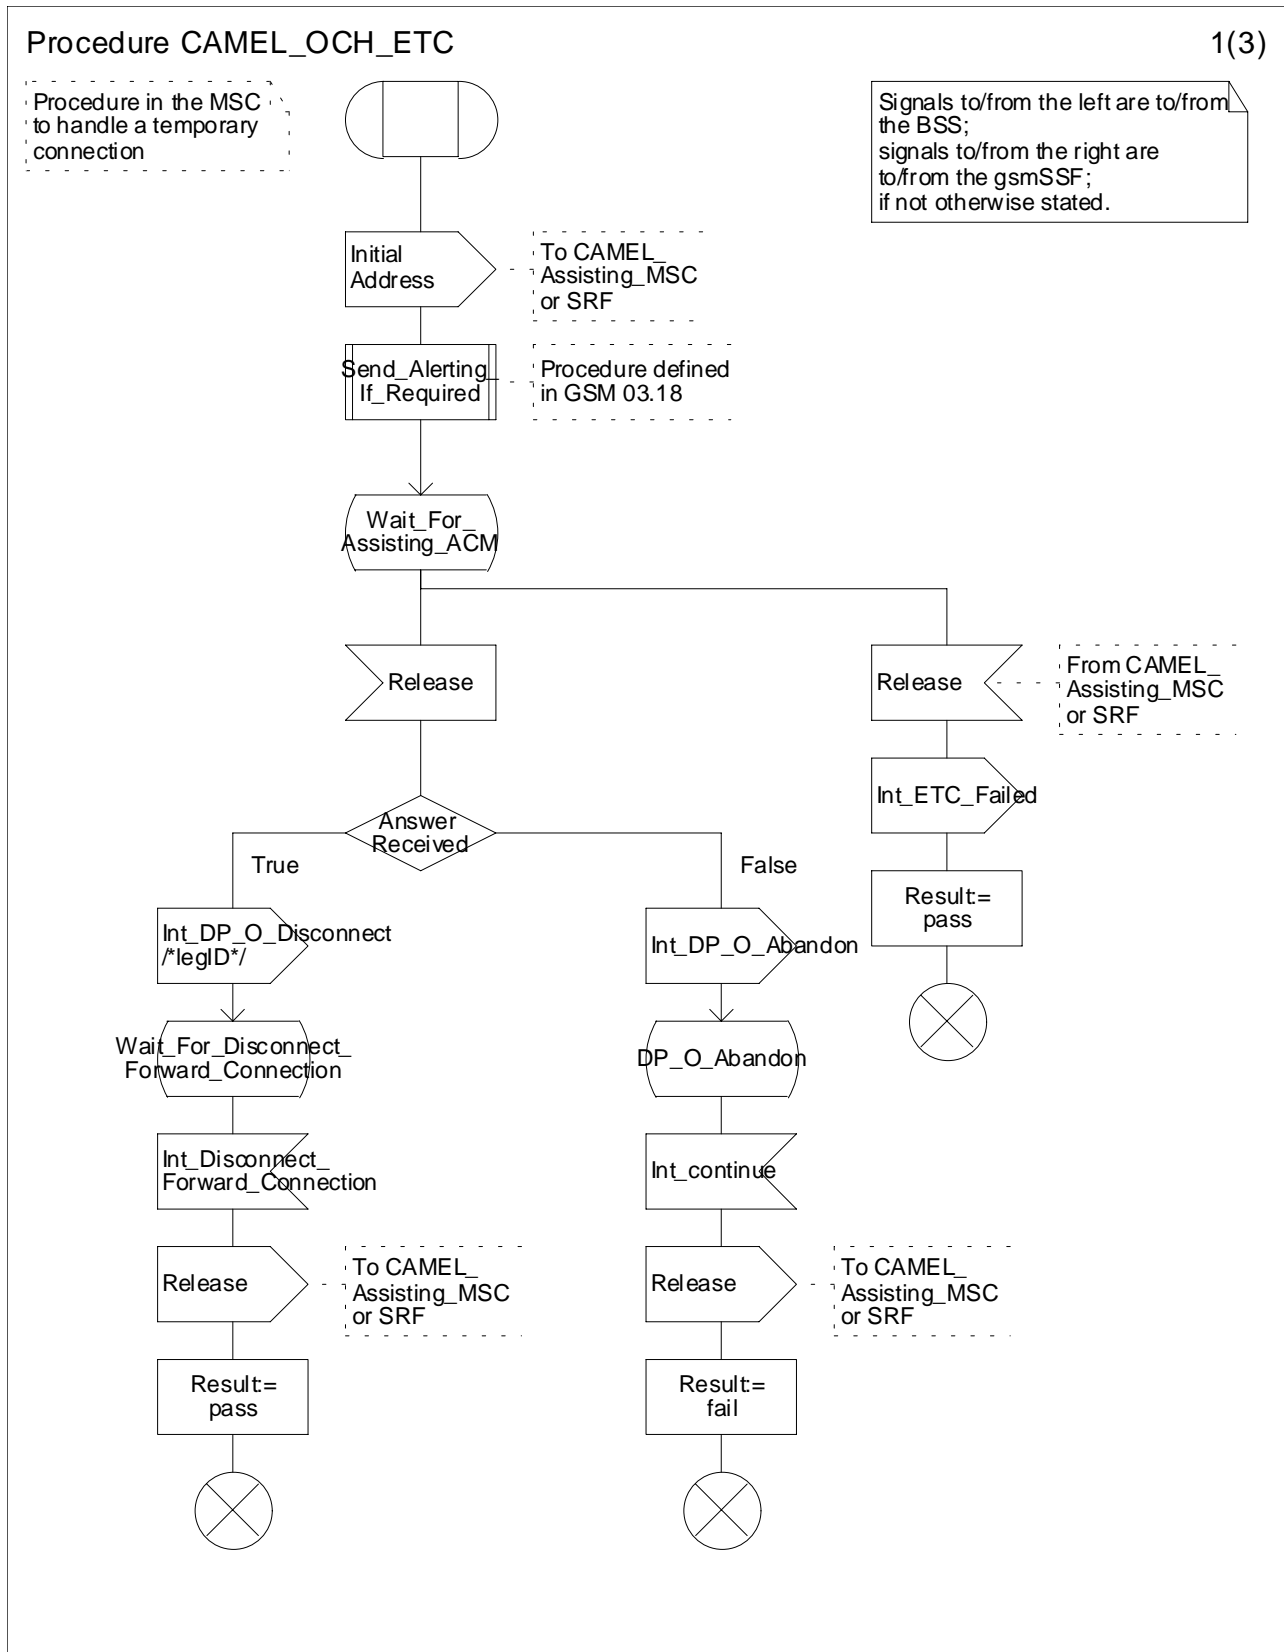 Procedure CAMEL_OCH_ETC
1(3)
Procedure in the MSC
to handle a temporary
connection
Signals to/from the left are to/from
the BSS;
signals to/from the right are
to/from the gsmSSF;
if not otherwise stated.
Initial
Address
To CAMEL_
Assisting_MSC
or SRF
Send_Alerting_
If_Required
Procedure defined
in GSM 03.18
Wait_For_
Assisting_ACM
Release
Release
From CAMEL_
Assisting_MSC
or SRF
Int_ETC_Failed
Answer
Received
True
False
Result:=
pass
Int_DP_O_Disconnect
/*legID*/
Int_DP_O_Abandon
Wait_For_Disconnect_
Forward_Connection
DP_O_Abandon
Int_Disconnect_
Forward_Connection
Int_continue
Release
To CAMEL_
Assisting_MSC
or SRF
Release
To CAMEL_
Assisting_MSC
or SRF
Result:=
pass
Result:=
fail